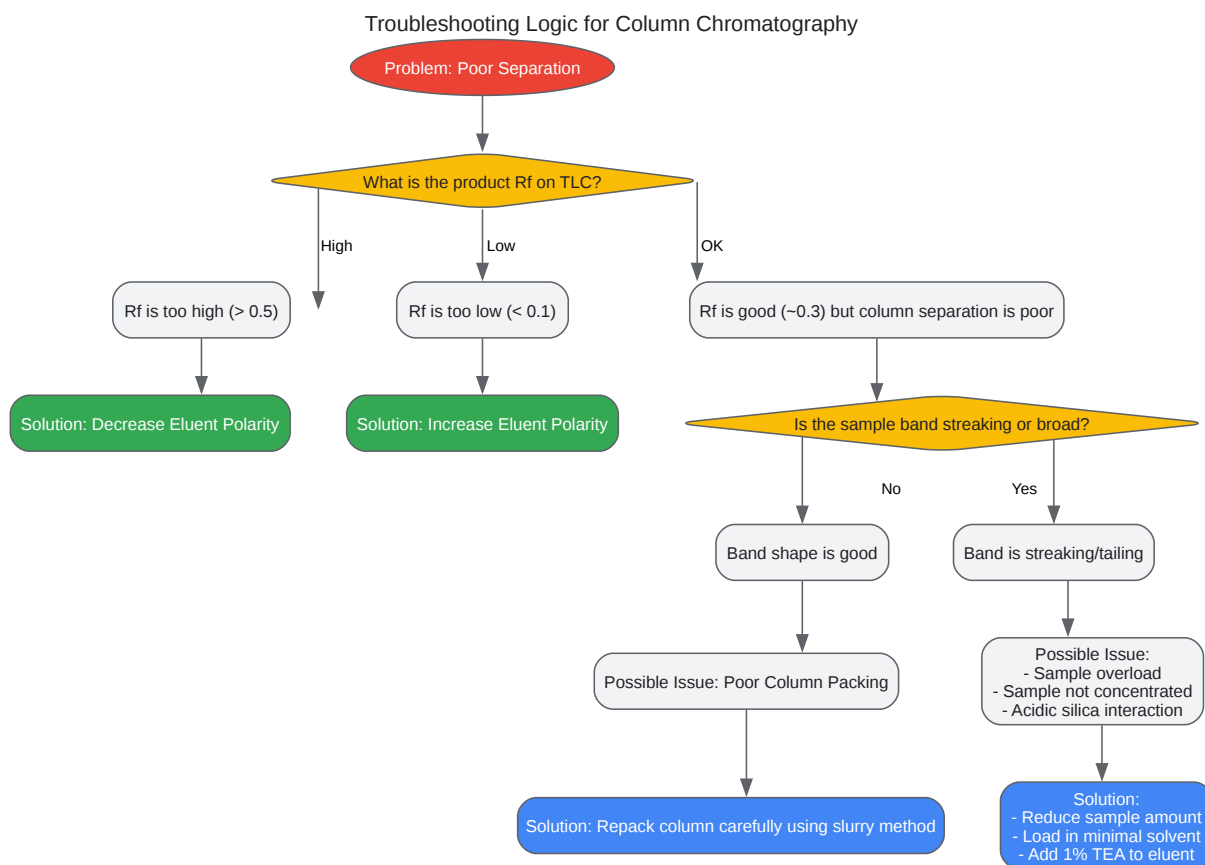 Troubleshooting Logic for Column Chromatography
Problem: Poor Separation
What is the product Rf on TLC?
High
Low
OK
Rf is too high (> 0.5)
Rf is too low (< 0.1)
Rf is good (~0.3) but column separation is poor
Solution: Decrease Eluent Polarity
Solution: Increase Eluent Polarity
Is the sample band streaking or broad?
No
Yes
Band shape is good
Band is streaking/tailing
Possible Issue: Poor Column Packing
Possible Issue:
- Sample overload
- Sample not concentrated
- Acidic silica interaction
Solution: Repack column carefully using slurry method
Solution:
- Reduce sample amount
- Load in minimal solvent
- Add 1% TEA to eluent